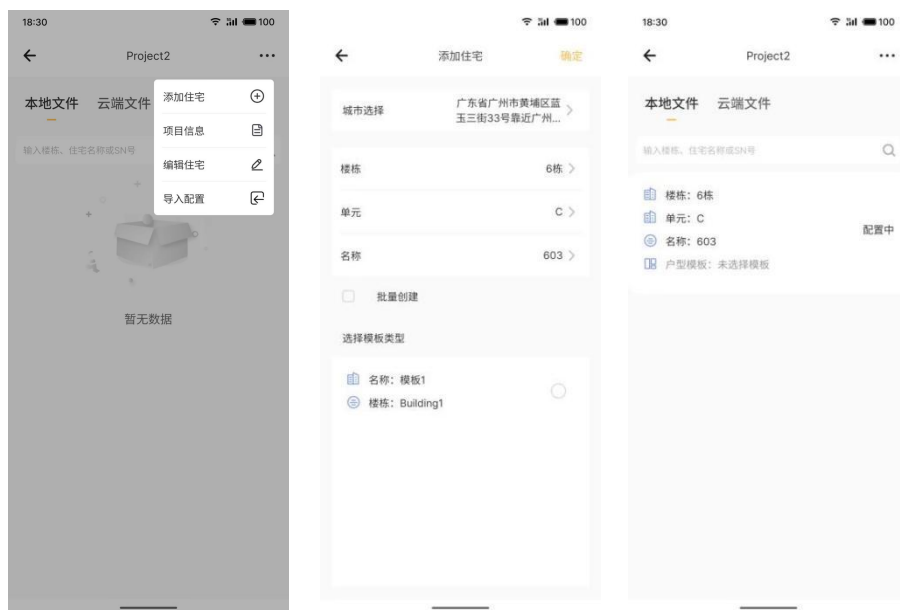 18:30
100
Project2
本地文件
云端文件
添加住宅
项目信息
输入楼栋、住宅名称或SN号
编辑住宅
导入配置
暂无数据
100
添加住宅
确定
城市选择
广东省广州市黄埔区蓝
玉三街33号靠近广州...
楼栋
6栋
单元
C
名称
603
批量创建
选择模板类型
名称：模板1
楼栋：Building1
18:30
100
Project2
本地文件
云端文件
输入楼栋、住宅名称或SN号
楼栋：6栋
单元：C
名称：603
户型模板：未选择模板
配置中